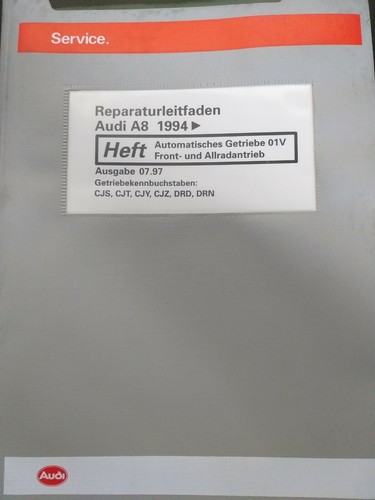 Service.
Reparaturleitfaden
Audi A8 1994 ►
Heft
Automatisches Getriebe 01V
Front- und Allradantrieb
Ausgabe 07.97
Getriebekennbuchstaben:
CJS, CJT, CJY, CJZ, DRD, DRN
Audi